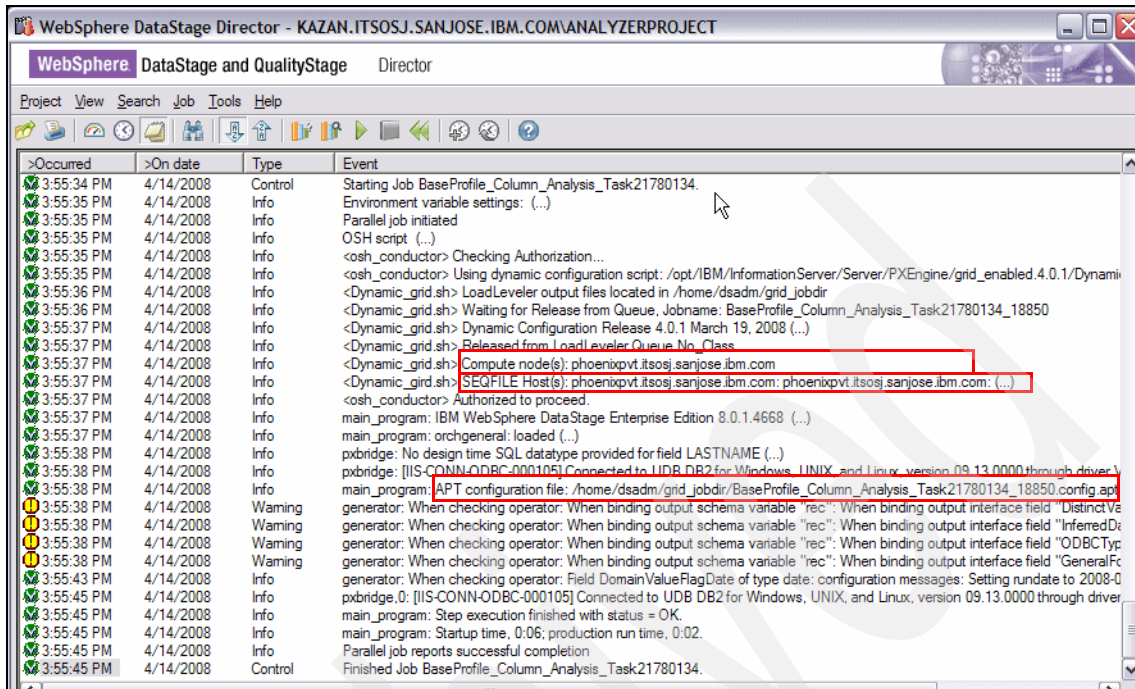 WebSphere DataStage Director - KAZAN.ITSOSJ.SANJOSE.IBM.COM\ANALYZERPROJECT
WebSphere. DataStage and QualityStage Director
Project View Search Job Tools Help
>Occurred >On date Type Event
3:55:34 PM 4/14/2008 Control Starting Job BaseProfile_Column_Analysis_Task21780134.
3:55:35 PM 4/14/2008 Info Environment variable settings: (...)
3:55:35 PM 4/14/2008 Info Parallel job initiated
3:55:35 PM 4/14/2008 Info OSH script (...)
3:55:35 PM 4/14/2008 Info <osh_conductor> Checking Authorization...
3:55:35 PM 4/14/2008 Info <osh_conductor> Using dynamic configuration script: /opt/IBM/InformationServer/Server/PXEngine/grid_enabled.4.0.1/Dynami
3:55:36 PM 4/14/2008 Info <Dynamic_grid.sh> LoadLeveler output files located in /home/dsadm/grid_jobdir
3:55:36 PM 4/14/2008 Info <Dynamic_grid.sh> Waiting for Release from Queue, Jobname: BaseProfile_Column_Analysis_Task21780134_18850
3:55:37 PM 4/14/2008 Info <Dynamic_grid.sh> Dynamic Configuration Release 4.0.1 March 19, 2008 (...)
3:55:37 PM 4/14/2008 Info <Dynamic_grid.sh> Released from LoadLeveler Queue No_Class
3:55:37 PM 4/14/2008 Info <Dynamic_grid.sh> Compute node(s): phoenixpvt.itsosj.sanjose.ibm.com
3:55:37 PM 4/14/2008 Info <Dynamic_grid.sh> SEQFILE Host(s): phoenixpvt.itsosj.sanjose.ibm.com: phoenixpvt.itsosj.sanjose.ibm.com: (...)
3:55:37 PM 4/14/2008 Info <osh_conductor> Authorized to proceed.
3:55:37 PM 4/14/2008 Info main_program: IBM WebSphere DataStage Enterprise Edition 8.0.1.4668 (...)
3:55:37 PM 4/14/2008 Info main_program: orchgeneral: loaded (...)
3:55:38 PM 4/14/2008 Info pxbridge: No design time SQL datatype provided for field LASTNAME (...)
3:55:38 PM 4/14/2008 Info pxbridge: [IIS-CONN-ODBC-000105] Connected to UDB DB2 for Windows, UNIX, and Linux, version 09.13.0000 through driver
3:55:38 PM 4/14/2008 Info main_program: APT configuration file: /home/dsadm/grid_jobdir/BaseProfile_Column_Analysis_Task21780134_18850.config.apt
3:55:38 PM 4/14/2008 Warning generator: When checking operator: When binding output schema variable "rec": When binding output interface field "DistinctVa
3:55:38 PM 4/14/2008 Warning generator: When checking operator: When binding output schema variable "rec": When binding output interface field "InferredDa
3:55:38 PM 4/14/2008 Warning generator: When checking operator: When binding output schema variable "rec": When binding output interface field "ODBCTyp
3:55:38 PM 4/14/2008 Warning generator: When checking operator: When binding output schema variable "rec": When binding output interface field "GeneralFo
3:55:43 PM 4/14/2008 Info generator: When checking operator: Field DomainValueFlagDate of type date: configuration messages: Setting rundate to 2008-0
3:55:45 PM 4/14/2008 Info pxbridge,0: [IIS-CONN-ODBC-000105] Connected to UDB DB2 for Windows, UNIX, and Linux, version 09.13.0000 through driver
3:55:45 PM 4/14/2008 Info main_program: Step execution finished with status = OK.
3:55:45 PM 4/14/2008 Info main_program: Startup time, 0:06; production run time, 0:02.
3:55:45 PM 4/14/2008 Info Parallel job reports successful completion
3:55:45 PM 4/14/2008 Control Finished Job BaseProfile_Column_Analysis_Task21780134.